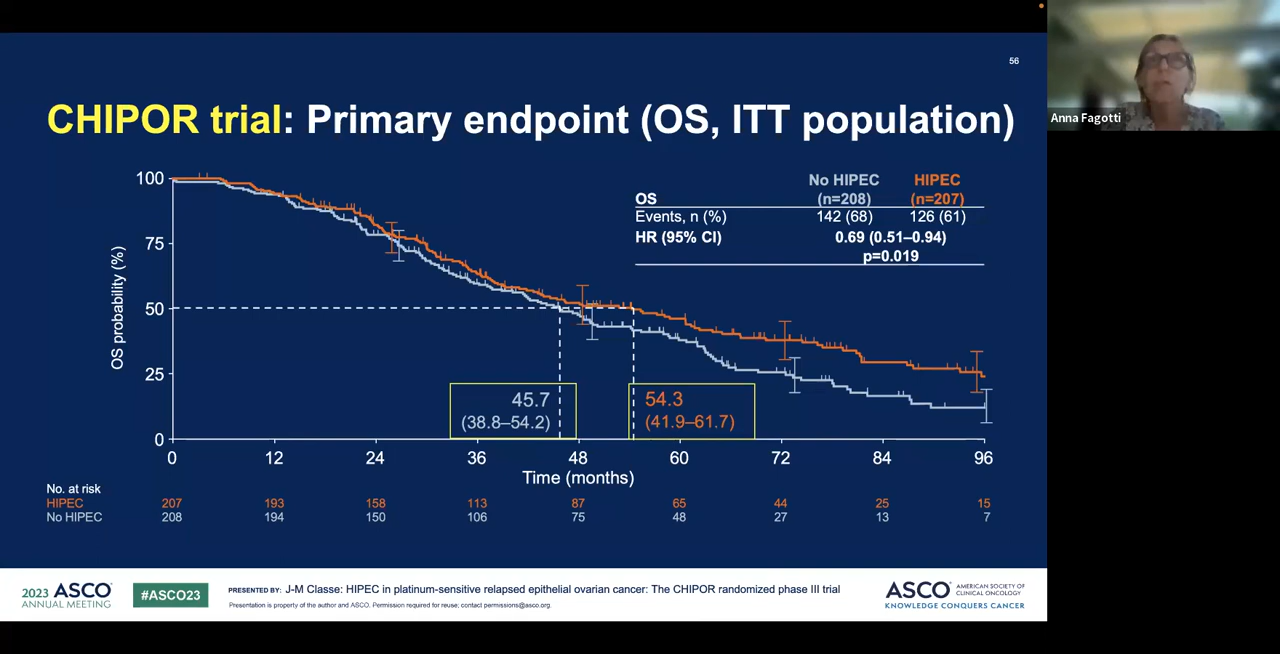 56
CHIPOR trial: Primary endpoint (OS, ITT population)
Anna Fagotti
OS probability (%)
100
75
50
25
0
No HIPEC HIPEC
OS (n=208) (n=207)
Events, n (%) 142 (68) 126 (61)
HR (95% CI) 0.69 (0.51–0.94)
p=0.019
45.7
(38.8–54.2)
54.3
(41.9–61.7)
0 12 24 36 48 60 72 84 96
Time (months)
No. at risk
HIPEC 207 193 158 113 87 65 44 25 15
No HIPEC 208 194 150 106 75 48 27 13 7
2023 ASCO
ANNUAL MEETING
#ASCO23
PRESENTED BY: J-M Classe: HIPEC in platinum-sensitive relapsed epithelial ovarian cancer: The CHIPOR randomized phase III trial
Presentation is property of the author and ASCO. Permission required for reuse; contact permissions@asco.org.
ASCO AMERICAN SOCIETY OF
CLINICAL ONCOLOGY
KNOWLEDGE CONQUERS CANCER